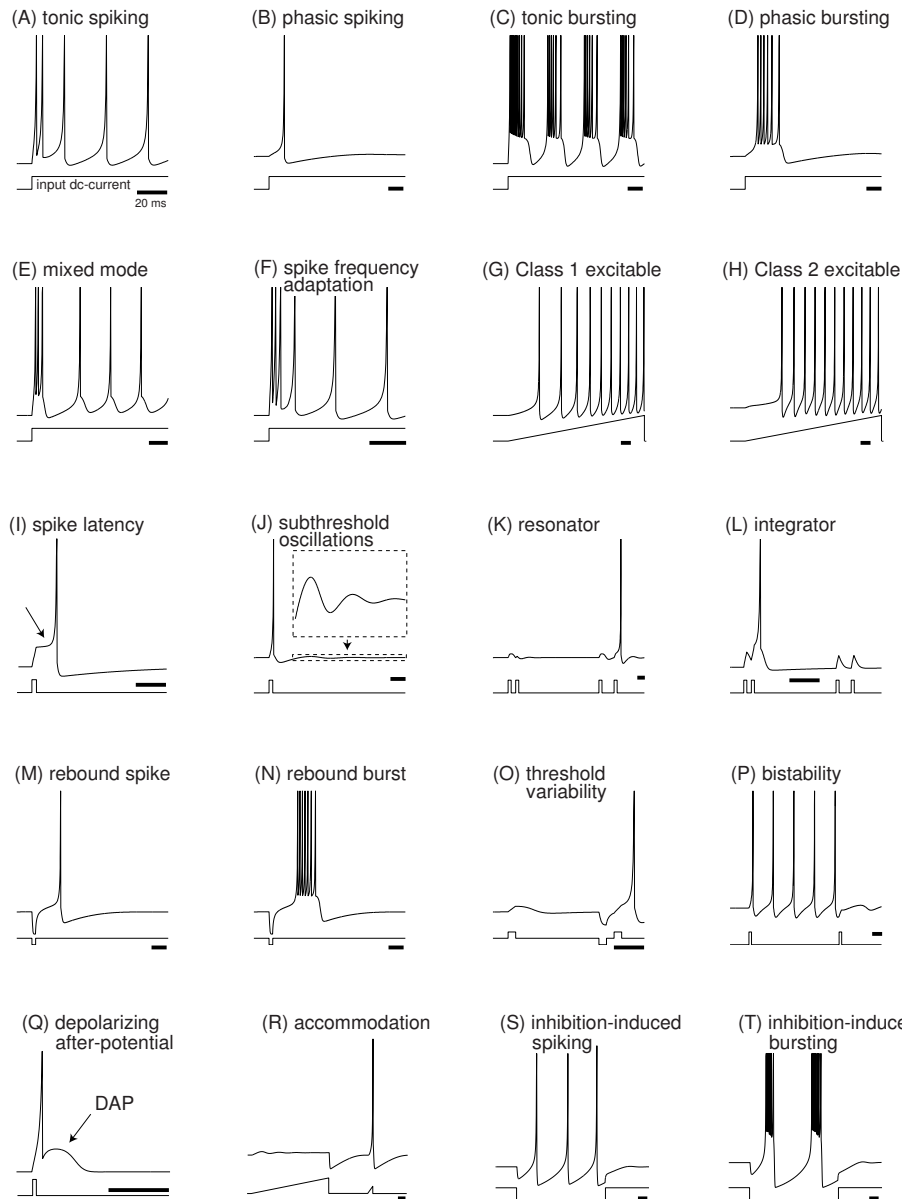 (A) tonic spiking
(B) phasic spiking
(C) tonic bursting
(D) phasic bursting
input dc-current
20 ms
(E) mixed mode
(F) spike frequency
adaptation
(G) Class 1 excitable
(H) Class 2 excitable
(I) spike latency
(J) subthreshold
oscillations
(K) resonator
(L) integrator
(M) rebound spike
(N) rebound burst
(O) threshold
variability
(P) bistability
(Q) depolarizing
after-potential
DAP
(R) accommodation
(S) inhibition-induced
spiking
(T) inhibition-induce
bursting